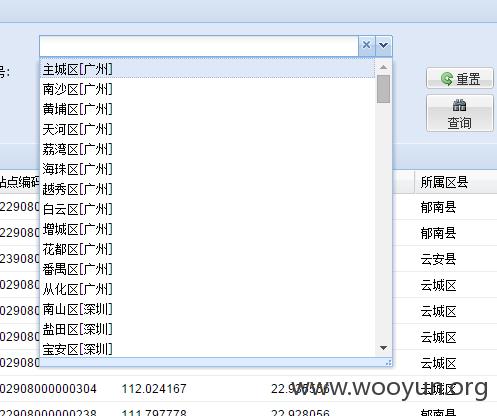 号：
主城区[广州]
南沙区[广州]
重置
黄埔区[广州]
天河区[广州]
查询
荔湾区[广州]
海珠区[广州]
站点编码
所属区县
越秀区[广州]
白云区[广州]
22908
郁南县
增城区[广州]
22908
郁南县
花都区[广州]
番禺区[广州]
23908
云安县
从化区[广州]
02908
云城区
南山区[深圳]
02908
云城区
盐田区[深圳]
02908
云城区
宝安区[深圳]
02908
云城区
02908000000304 112.024167 22.936556 云城区
www.wooyu.org
02908000000238 111.797778 22.928056 云城区